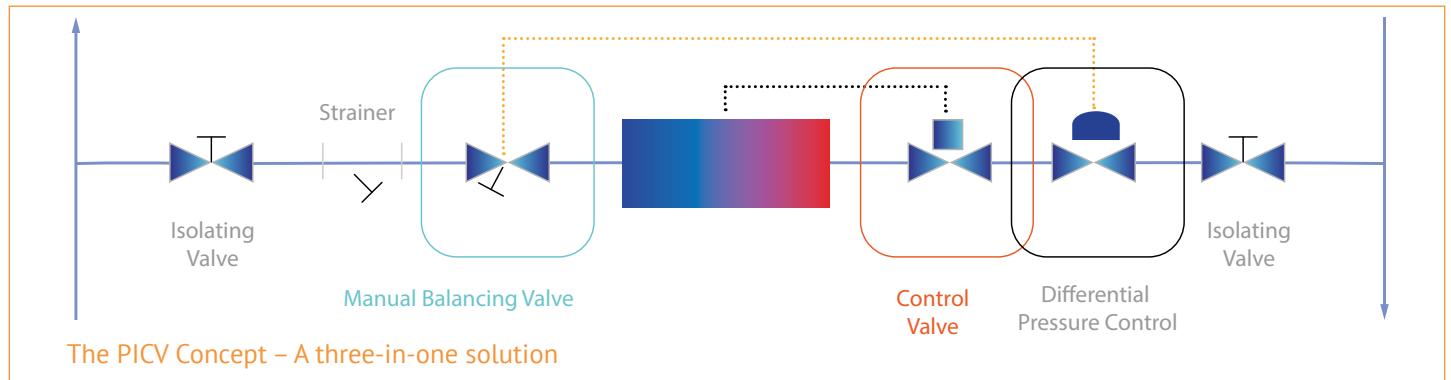 Strainer
Isolating
Valve
Manual Balancing Valve
Control
Valve
Differential
Pressure Control
Isolating
Valve
The PICV Concept – A three-in-one solution